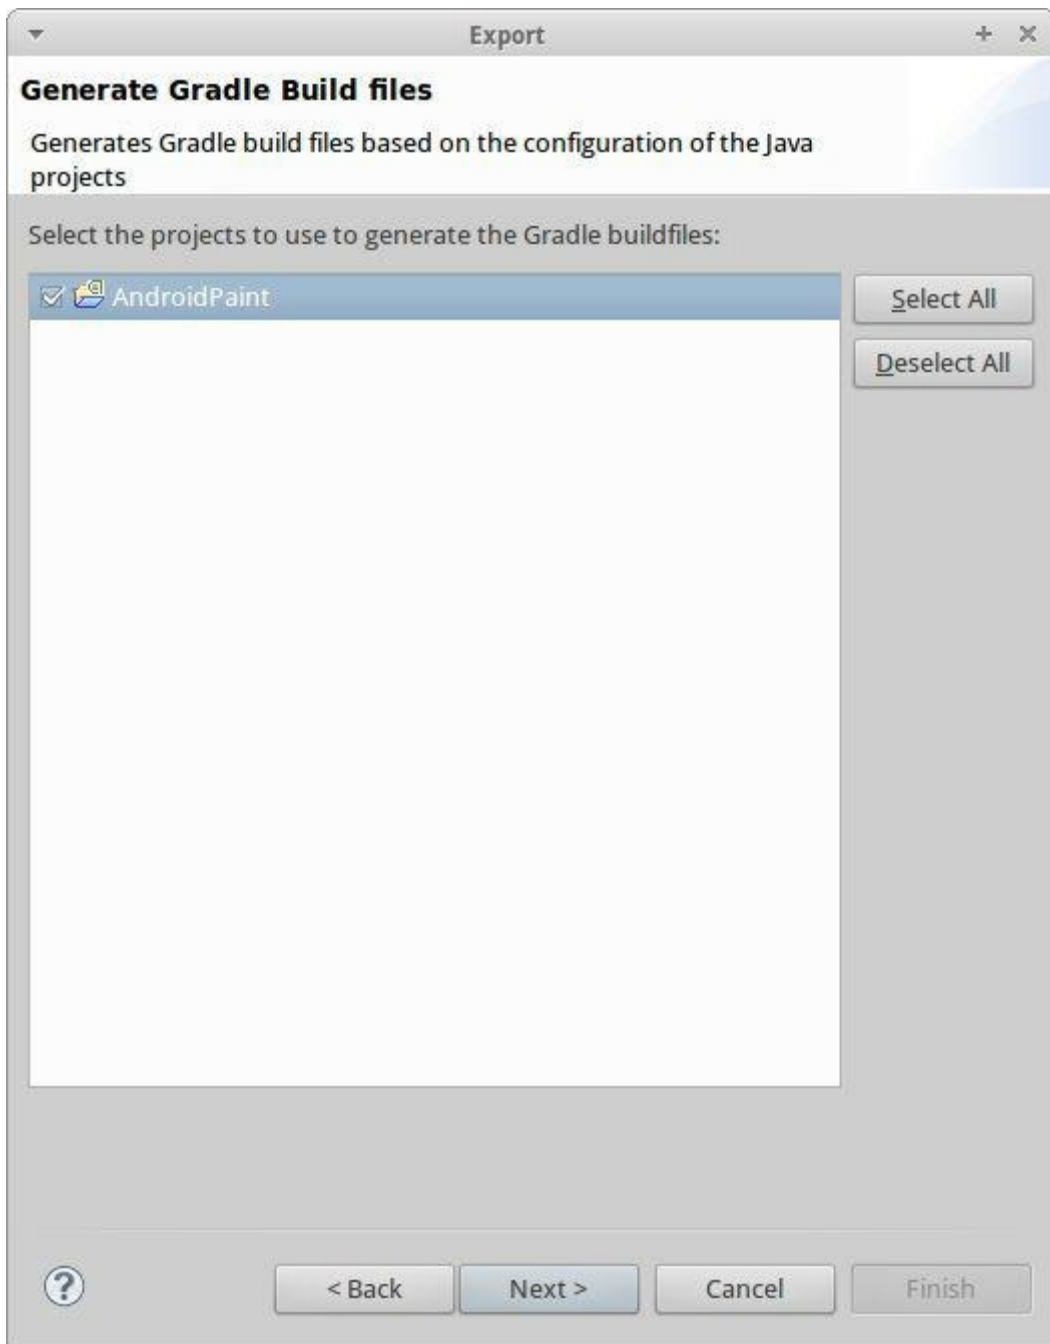 Export
Generate Gradle Build files
Generates Gradle build files based on the configuration of the Java
projects
Select the projects to use to generate the Gradle buildfiles:
AndroidPaint
Select All
Deselect All
< Back
Next >
Cancel
Finish